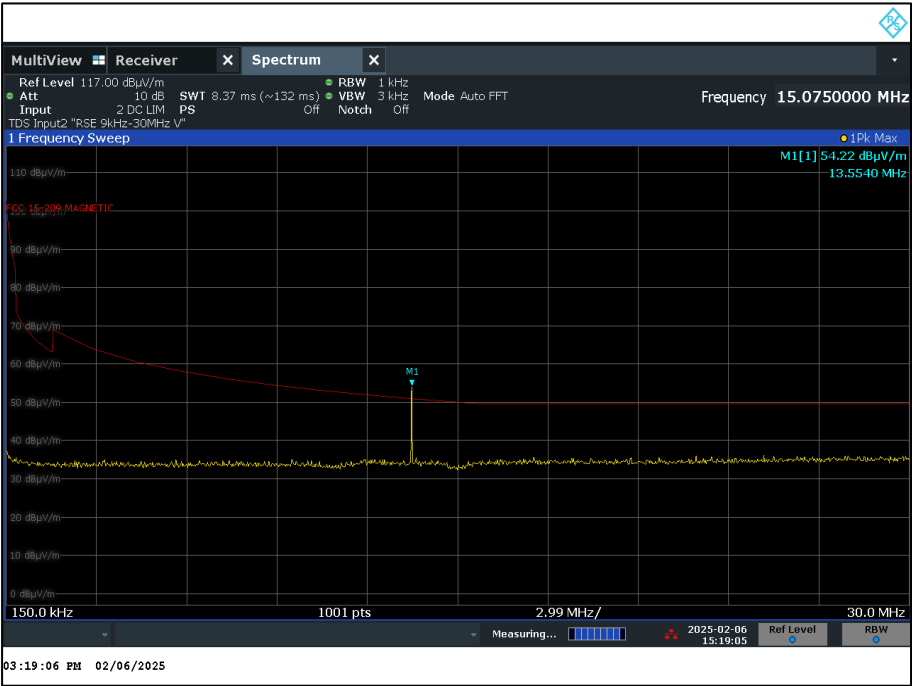 R&S
MultiView Receiver X Spectrum X
Ref Level 117.00 dBµV/m RBW 1 kHz
Att 10 dB SWT 8.37 ms (~132 ms) VBW 3 kHz Mode Auto FFT Frequency 15.0750000 MHz
Input 2 DC LIM PS Off Notch Off
TDS Input2 "RSE 9kHz-30MHz V"
1 Frequency Sweep 1Pk Max
M1[1] 54.22 dBµV/m
13.5540 MHz
110 dBµV/m
FCC 15-209 MAGNETIC
100 dBµV/m
90 dBµV/m
80 dBµV/m
70 dBµV/m
60 dBµV/m
M1
50 dBµV/m
40 dBµV/m
30 dBµV/m
20 dBµV/m
10 dBµV/m
0 dBµV/m
150.0 kHz 1001 pts 2.99 MHz/ 30.0 MHz
Measuring... 2025-02-06 Ref Level RBW
15:19:05
03:19:06 PM 02/06/2025